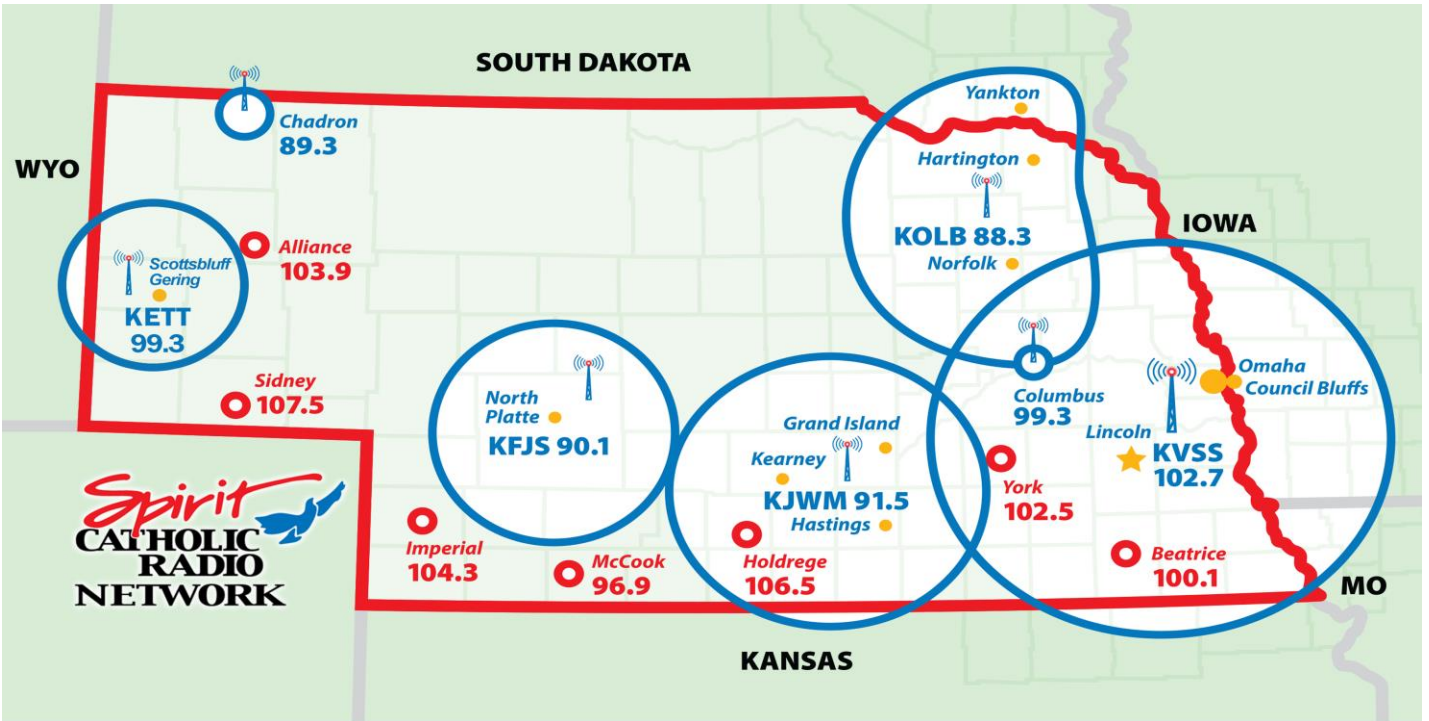 SOUTH DAKOTA
WYO
Chadron
89.3
Yankton
Hartington
KOLB 88.3
Norfolk
IOWA
Alliance
103.9
Scottsbluff
Gering
KETT
99.3
Sidney
107.5
North
Platte
KFJS 90.1
Grand Island
Kearney
KJWM 91.5
Hastings
Columbus
99.3
Omaha
Council Bluffs
Lincoln
KVSS
102.7
York
102.5
Imperial
104.3
McCook
96.9
Holdrege
106.5
Beatrice
100.1
MO
KANSAS
Spirit
CATHOLIC
RADIO
NETWORK